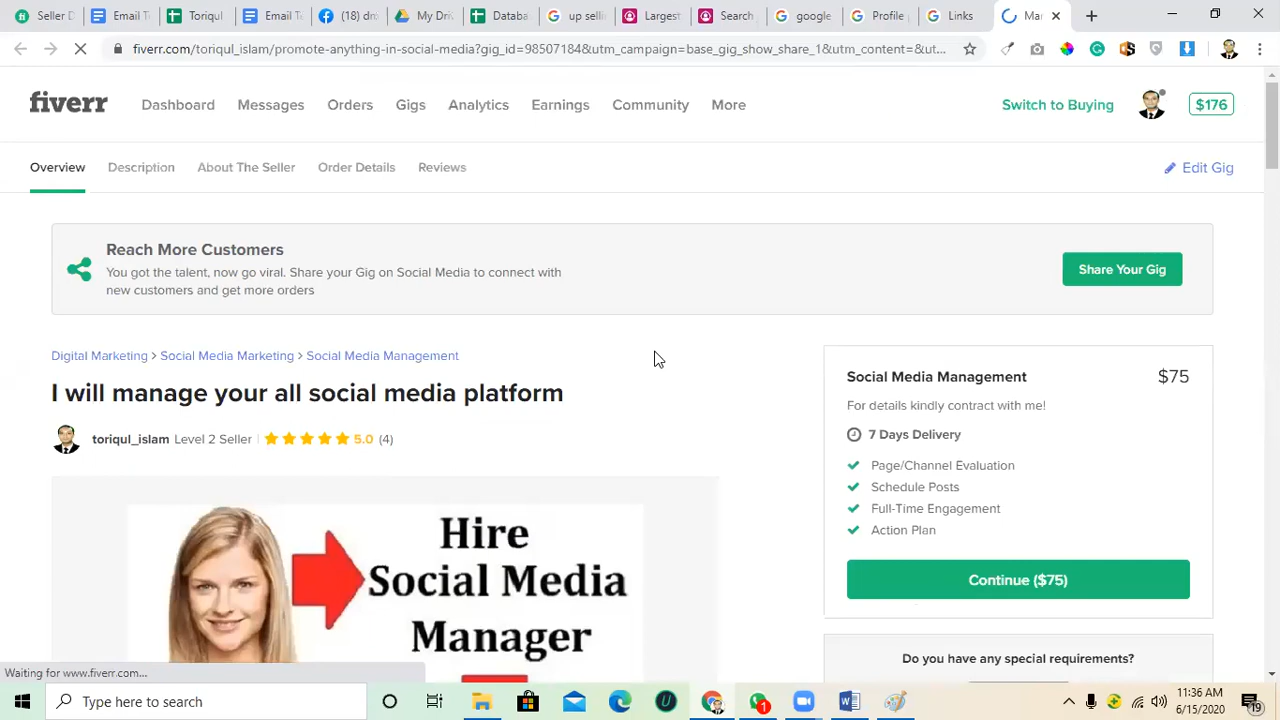 Seller D
Email T
Toriqul
Email T
(18) dr
My Dri
Databa
up selli
Largest
Search
google
Profile
Links
Ma
fiverr.com/toriqul_islam/promote-anything-in-social-media?gig_id=98507184&utm_campaign=base_gig_show_share_1&utm_content=&ut...
fiverr
Dashboard
Messages
Orders
Gigs
Analytics
Earnings
Community
More
Switch to Buying
$176
Overview
Description
About The Seller
Order Details
Reviews
Edit Gig
Reach More Customers
You got the talent, now go viral. Share your Gig on Social Media to connect with
new customers and get more orders
Share Your Gig
Digital Marketing > Social Media Marketing > Social Media Management
I will manage your all social media platform
toriqul_islam Level 2 Seller
5.0 (4)
Hire
Social Media
Manager
Social Media Management
$75
For details kindly contract with me!
7 Days Delivery
Page/Channel Evaluation
Schedule Posts
Full-Time Engagement
Action Plan
Continue ($75)
Do you have any special requirements?
Waiting for www.fiverr.com...
Type here to search
1
11:36 AM
6/15/2020
19